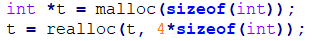 int *t = malloc(sizeof(int));
t = realloc(t, 4*sizeof(int));